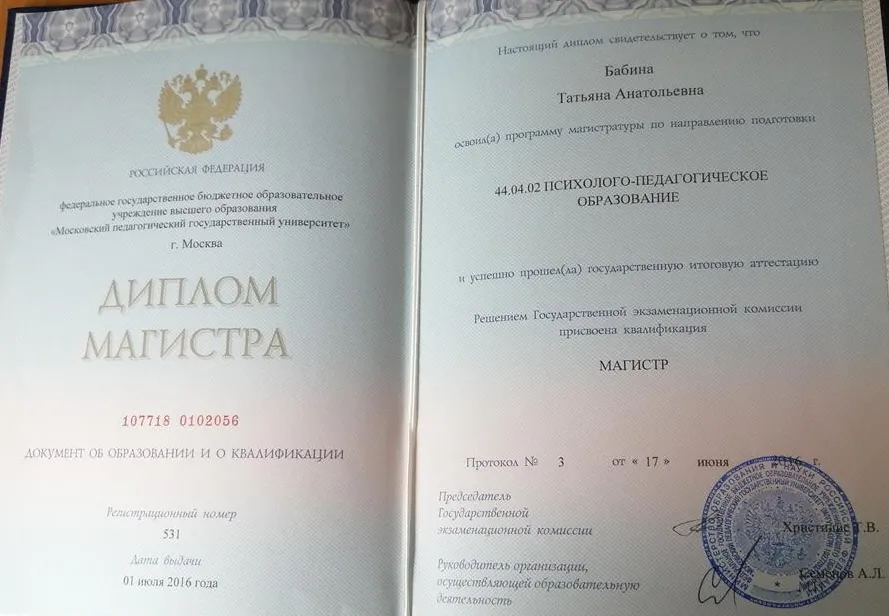 РОССИЙСКАЯ ФЕДЕРАЦИЯ
федеральное государственное бюджетное образовательное
учреждение высшего образования
«Московский педагогический государственный университет»
г. Москва
ДИПЛОМ
МАГИСТРА
107718 0102056
ДОКУМЕНТ ОБ ОБРАЗОВАНИИ И О КВАЛИФИКАЦИИ
Регистрационный номер
531
Дата выдачи
01 июля 2016 года
Настоящий диплом свидетельствует о том, что
Бабина
Татьяна Анатольевна
освоил(а) программу магистратуры по направлению подготовки
44.04.02 ПСИХОЛОГО-ПЕДАГОГИЧЕСКОЕ
ОБРАЗОВАНИЕ
и успешно прошел(ла) государственную итоговую аттестацию
Решением Государственной экзаменационной комиссии
присвоена квалификация
МАГИСТР
Протокол № 3 от « 17 » июня 2016 г.
Председатель
Государственной
экзаменационной комиссии
Т.В.
Руководитель организации,
осуществляющей образовательную
деятельность
Семенов А.Л.